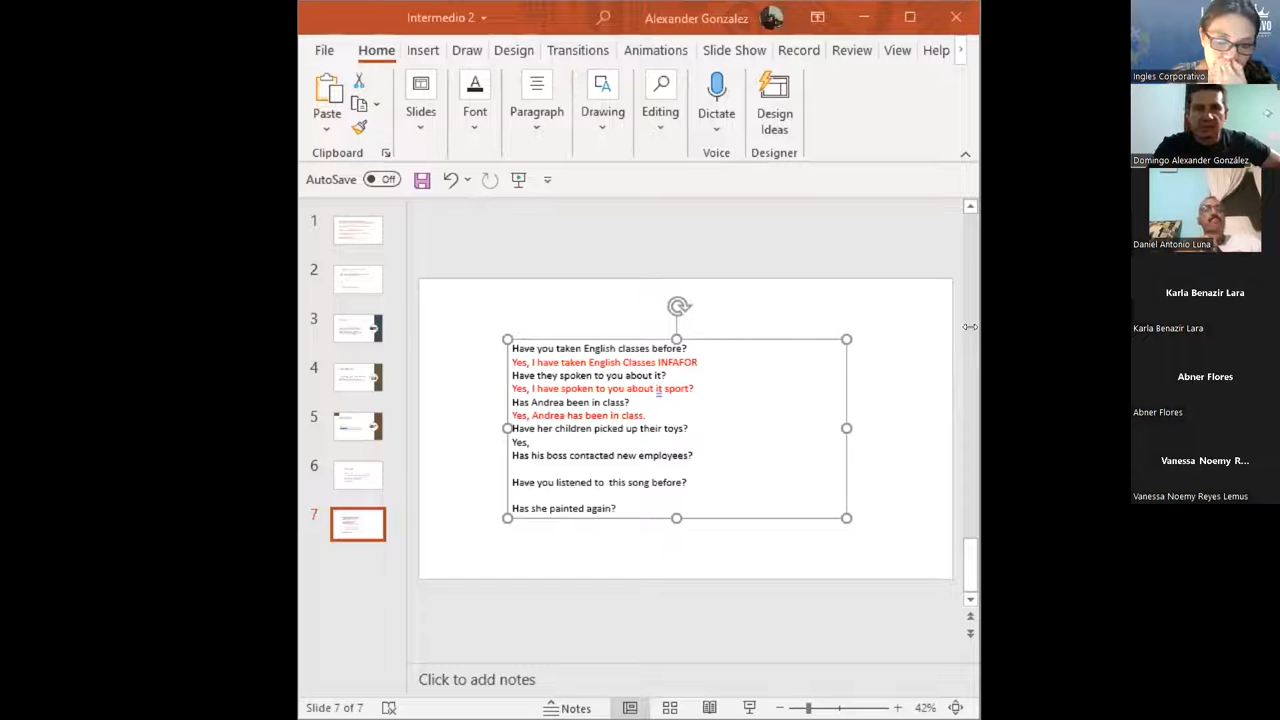 Intermedio 2
Alexander Gonzalez
File Home Insert Draw Design Transitions Animations Slide Show Record Review View Help
Paste
Slides
Font
Paragraph
Drawing
Editing
Dictate
Design Ideas
Clipboard
Voice
Designer
AutoSave Off
1
2
3
4
5
6
7
Have you taken English classes before?
Yes, I have taken English Classes INFAFOR
Have they spoken to you about it?
Yes, I have spoken to you about it sport?
Has Andrea been in class?
Yes, Andrea has been in class.
Have her children picked up their toys?
Yes,
Has his boss contacted new employees?
Have you listened to this song before?
Has she painted again?
Click to add notes
Slide 7 of 7
Notes
42%
Ingles Corporativo
Domingo Alexander González
Daniel Antonio Luna
Karla Benazir Lara
Karla Benazir Lara
Abner Flores
Abner Flores
Vanessa Noemy R...
Vanessa Noemy Reyes Lemus